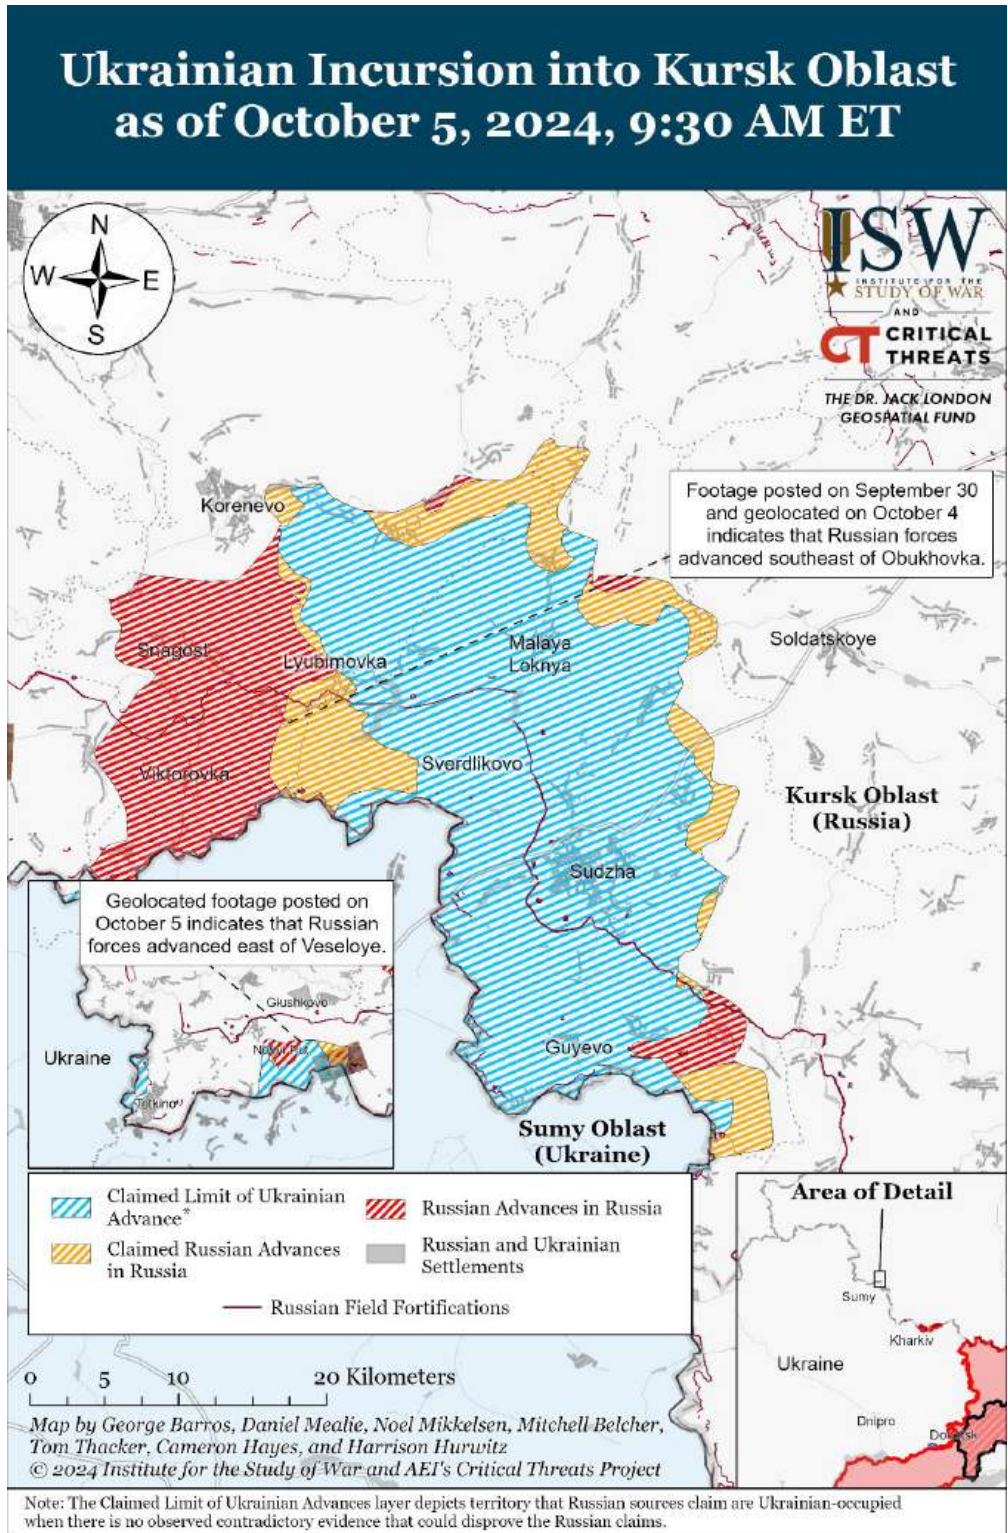 Ukrainian Incursion into Kursk Oblast
as of October 5, 2024, 9:30 AM ET
N
W
E
S
ISW
INSTITUTE FOR THE
STUDY OF WAR
AND
CT CRITICAL
THREATS
THE DR. JACK LONDON
GEOSPATIAL FUND
Footage posted on September 30
and geolocated on October 4
indicates that Russian forces
advanced southeast of Obukhovka.
Korenevo
Snagost
Lyubimovka
Malaya
Loknya
Soldatskoye
Viktorovka
Sverdlikovo
Kursk Oblast
(Russia)
Sudzha
Geolocated footage posted on
October 5 indicates that Russian
forces advanced east of Veseloye.
Glushkovo
Ukraine
Tetkino
Guyevo
Sumy Oblast
(Ukraine)
Claimed Limit of Ukrainian
Advance*
Russian Advances in Russia
Claimed Russian Advances
in Russia
Russian and Ukrainian
Settlements
Russian Field Fortifications
Area of Detail
Sumy
Kharkiv
Ukraine
Dnipro
0 5 10 20 Kilometers
Map by George Barros, Daniel Mealie, Noel Mikkelsen, Mitchell Belcher,
Tom Thacker, Cameron Hayes, and Harrison Hurwitz
© 2024 Institute for the Study of War and AEI's Critical Threats Project
Note: The Claimed Limit of Ukrainian Advances layer depicts territory that Russian sources claim are Ukrainian-occupied
when there is no observed contradictory evidence that could disprove the Russian claims.